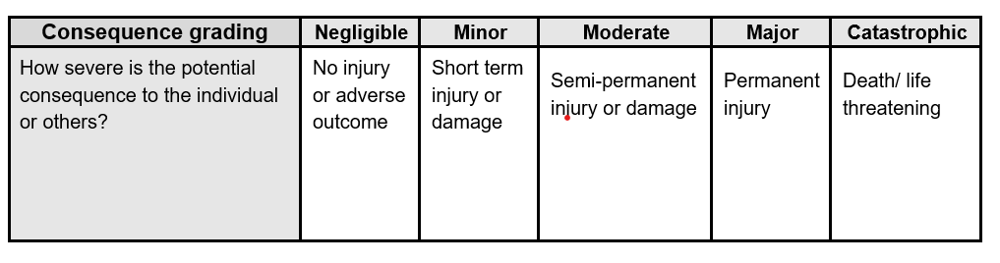 Consequence grading
Negligible
Minor
Moderate
Major
Catastrophic
How severe is the potential
consequence to the individual
or others?
No injury
or adverse
outcome
Short term
injury or
damage
Semi-permanent
injury or damage
Permanent
injury
Death/ life
threatening